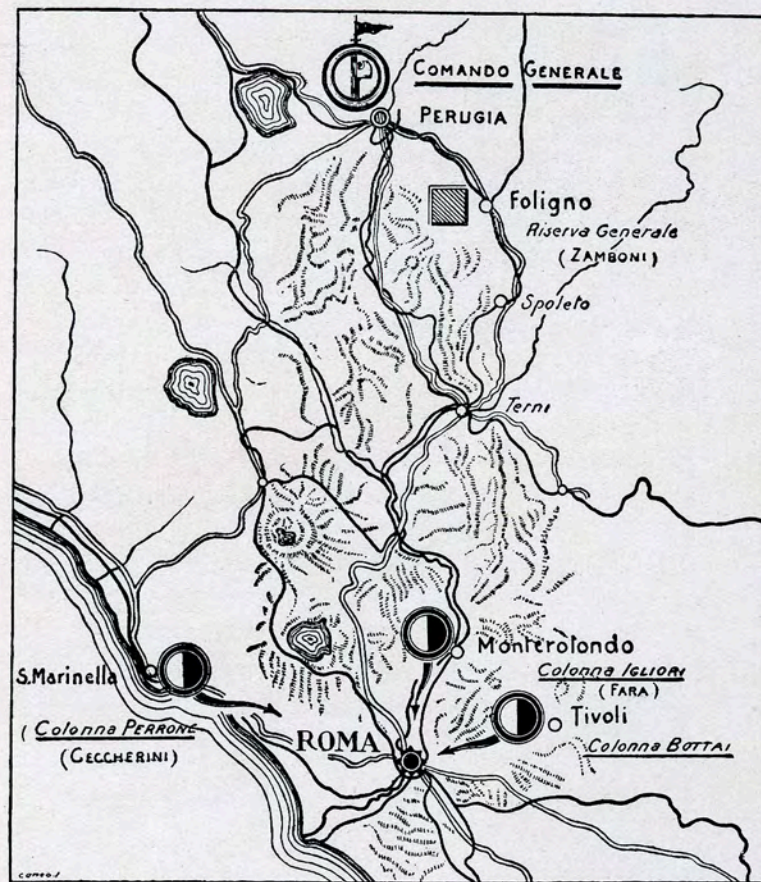 COMANDO GENERALE
PERUGIA
Foligno
Riserva Generale
(ZAMBONI)
Spoleto
Terni
Monterotondo
Colonna IGLIORI
(FARA)
S. Marinella
Tivoli
(Colonna PERRONE
(CECCHERINI)
ROMA
Colonna BOTTAI